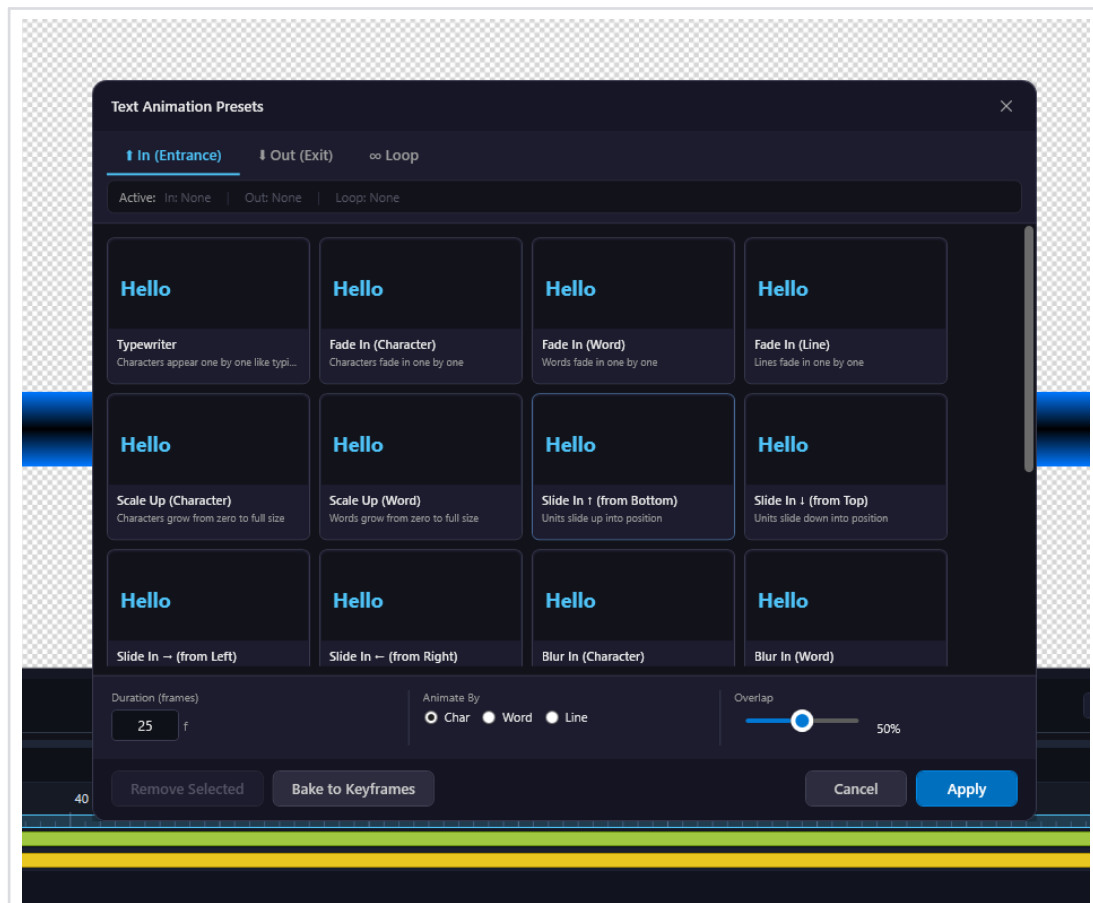 Text Animation Presets
⬆ In (Entrance) ⬇ Out (Exit) ∞ Loop
Active: In: None | Out: None | Loop: None
Hello Hello Hello Hello
Typewriter Fade In (Character) Fade In (Word) Fade In (Line)
Characters appear one by one like typi... Characters fade in one by one Words fade in one by one Lines fade in one by one
Hello Hello Hello Hello
Scale Up (Character) Scale Up (Word) Slide In ↑ (from Bottom) Slide In ↓ (from Top)
Characters grow from zero to full size Words grow from zero to full size Units slide up into position Units slide down into position
Hello Hello Hello Hello
Slide In → (from Left) Slide In ← (from Right) Blur In (Character) Blur In (Word)
Duration (frames) Animate By Overlap
25 f Char Word Line 50%
Remove Selected Bake to Keyframes Cancel Apply
40